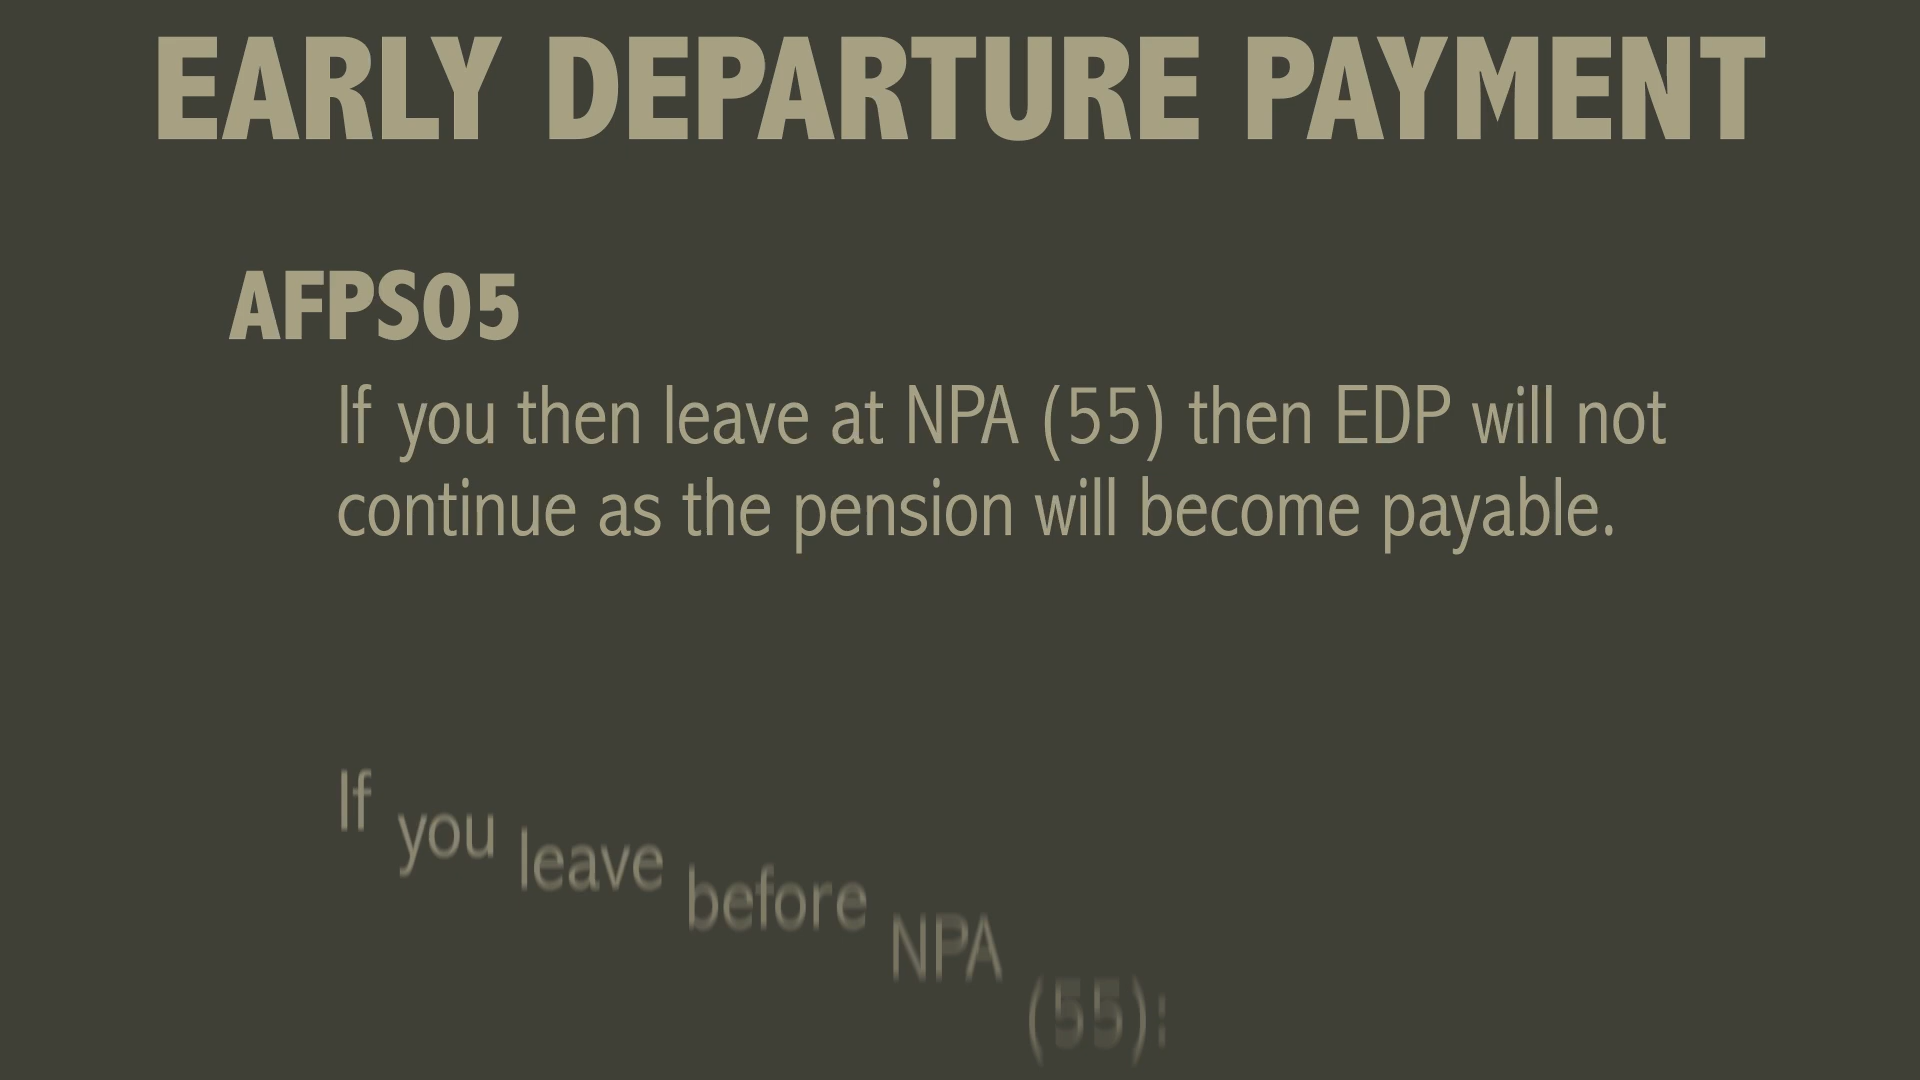 EARLY DEPARTURE PAYMENT
AFPS05
If you then leave at NPA (55) then EDP will not
continue as the pension will become payable.
If you leave before NPA (55):